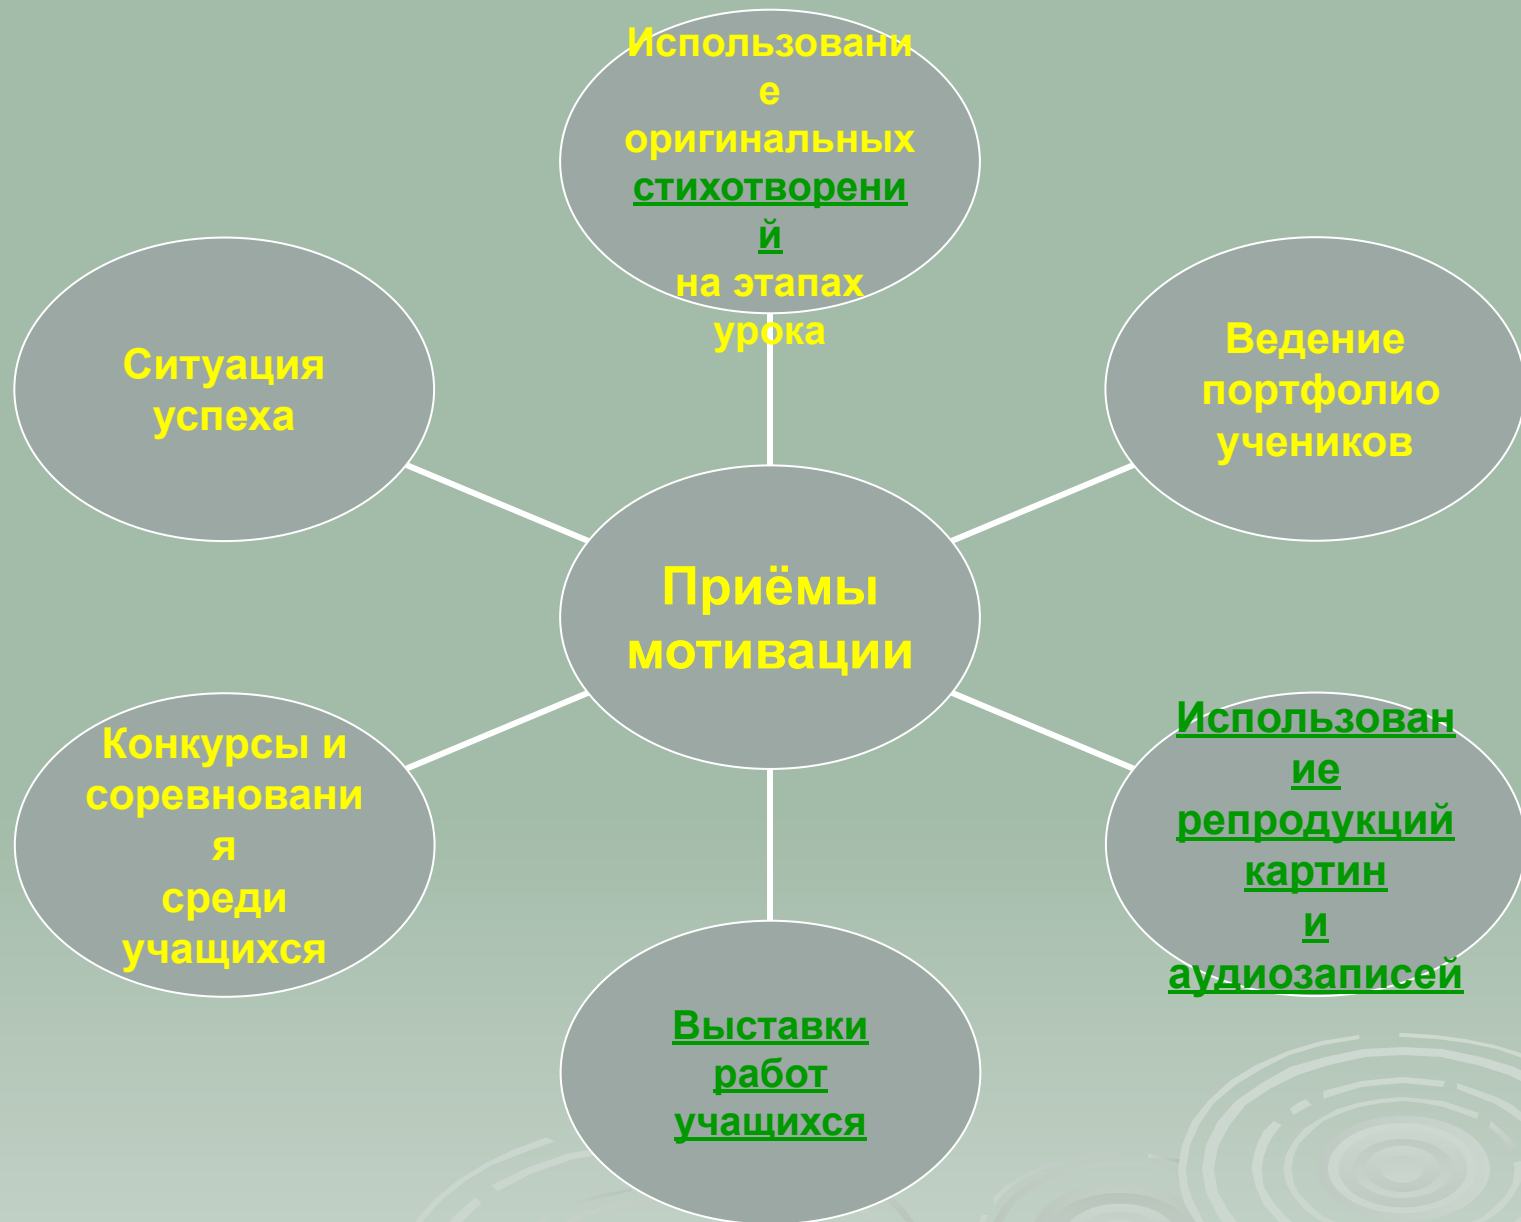 Использовани
е
оригинальных
стихотворени
й
на этапах
урока
Ситуация
успеха
Ведение
портфолио
учеников
Приёмы
мотивации
Конкурсы и
соревновани
я
среди
учащихся
Использован
ие
репродукций
картин
и
аудиозаписей
Выставки
работ
учащихся